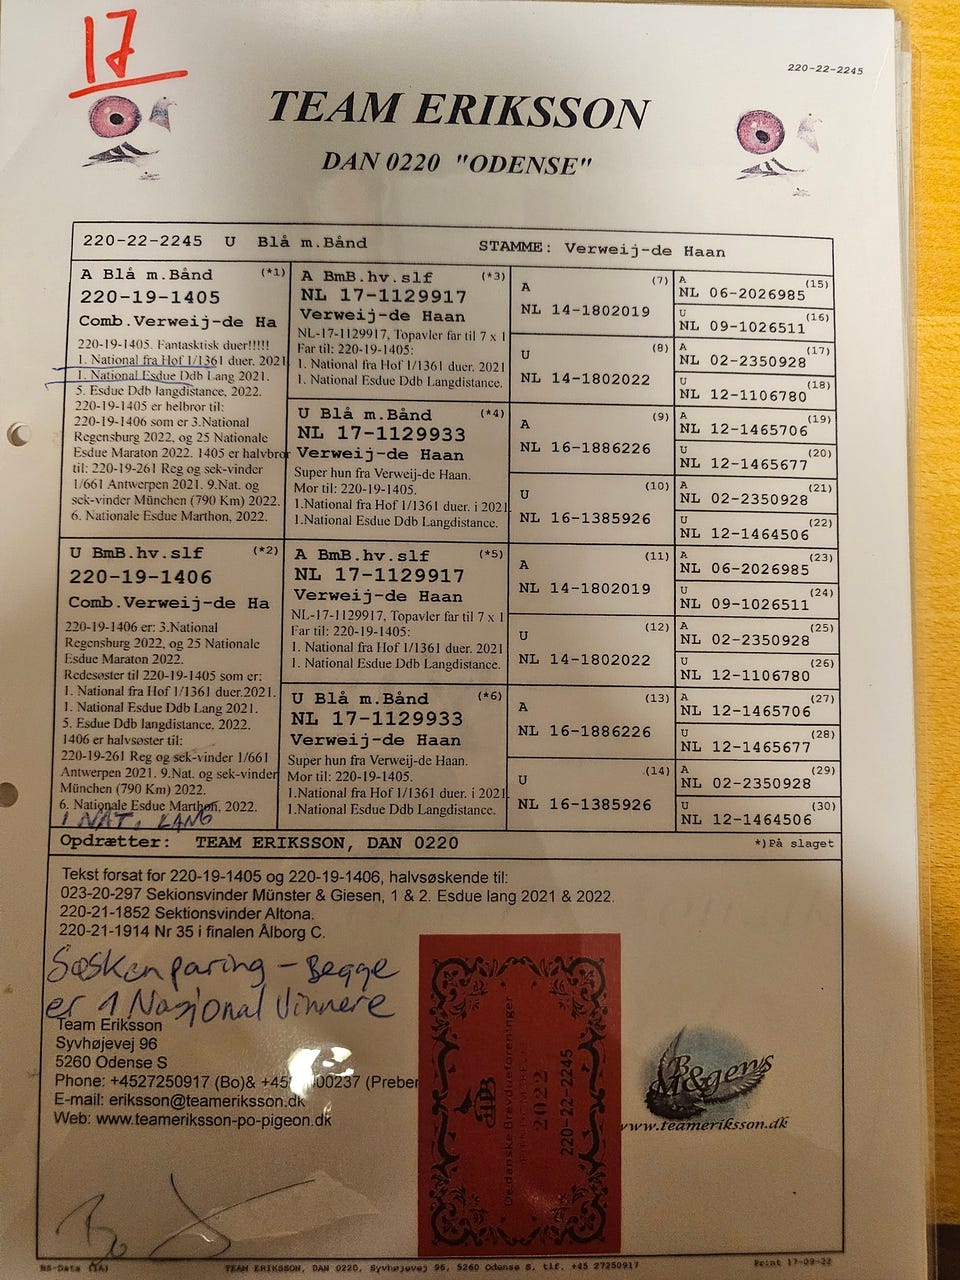 17
220-22-2245
TEAM ERIKSSON
DAN 0220 "ODENSE"
220-22-2245 U Blå m.Bånd STAMME: Verweij-de Haan
A Blå m.Bånd (*1)
220-19-1405
Comb.Verweij-de Ha
220-19-1405. Fantasktisk duer!!!!!
1. National fra Hof 1/1361 duer. 2021
1. National Esdue Ddb Lang 2021.
5. Esdue Ddb langdistance, 2022.
220-19-1405 er helbror til:
220-19-1406 som er 3.National
Regensburg 2022, og 25 Nationale
Esdue Maraton 2022. 1405 er halvbror
til: 220-19-261 Reg og sek-vinder
1/661 Antwerpen 2021. 9.Nat. og
sek-vinder München (790 Km) 2022.
6. Nationale Esdue Marthon, 2022.
U BmB.hv.slf (*2)
220-19-1406
Comb.Verweij-de Ha
220-19-1406 er: 3.National
Regensburg 2022, og 25 Nationale
Esdue Maraton 2022.
Redesøster til 220-19-1405 som er:
1. National fra Hof 1/1361 duer.2021.
1. National Esdue Ddb Lang 2021.
5. Esdue Ddb langdistance, 2022.
1406 er halvsøster til:
220-19-261 Reg og sek-vinder 1/661
Antwerpen 2021. 9.Nat. og sek-vinder
München (790 Km) 2022.
6. Nationale Esdue Marthon, 2022.
1 NAT. LANG
A BmB.hv.slf (*3)
NL 17-1129917
Verweij-de Haan
NL-17-1129917, Topavler far til 7 x 1
Far til: 220-19-1405:
1. National fra Hof 1/1361 duer. 2021
1. National Esdue Ddb Langdistance.
U Blå m.Bånd (*4)
NL 17-1129933
Verweij-de Haan
Super hun fra Verweij-de Haan.
Mor til: 220-19-1405.
1.National fra Hof 1/1361 duer. i 2021
1.National Esdue Ddb Langdistance.
A BmB.hv.slf (*5)
NL 17-1129917
Verweij-de Haan
NL-17-1129917, Topavler far til 7 x 1
Far til: 220-19-1405:
1. National fra Hof 1/1361 duer. 2021
1. National Esdue Ddb Langdistance.
U Blå m.Bånd (*6)
NL 17-1129933
Verweij-de Haan
Super hun fra Verweij-de Haan.
Mor til: 220-19-1405.
1.National fra Hof 1/1361 duer. i 2021
1.National Esdue Ddb Langdistance.
A (7)
NL 14-1802019
U (8)
NL 14-1802022
A (9)
NL 16-1886226
U (10)
NL 16-1385926
A (11)
NL 14-1802019
U (12)
NL 14-1802022
A (13)
NL 16-1886226
U (14)
NL 16-1385926
A (15)
NL 06-2026985
U (16)
NL 09-1026511
A (17)
NL 02-2350928
U (18)
NL 12-1106780
A (19)
NL 12-1465706
U (20)
NL 12-1465677
A (21)
NL 02-2350928
U (22)
NL 12-1464506
A (23)
NL 06-2026985
U (24)
NL 09-1026511
A (25)
NL 02-2350928
U (26)
NL 12-1106780
A (27)
NL 12-1465706
U (28)
NL 12-1465677
A (29)
NL 02-2350928
U (30)
NL 12-1464506
Opdrætter: TEAM ERIKSSON, DAN 0220 *)På slaget
Tekst forsat for 220-19-1405 og 220-19-1406, halvsøskende til:
023-20-297 Sekionsvinder Münster & Giesen, 1 & 2. Esdue lang 2021 & 2022.
220-21-1852 Sektionsvinder Altona.
220-21-1914 Nr 35 i finalen Ålborg C.
Søskenparing - Begge
er 1 Nasjonal Vinnere
Team Eriksson
Syvhøjevej 96
5260 Odense S
Phone: +4527250917 (Bo)& +45 00237 (Preber
E-mail: eriksson@teameriksson.dk
Web: www.teameriksson-po-pigeon.dk
De danske Brevdueforeninger
2022
220-22-2245
B M&gens
www.teameriksson.dk
Bo
BS-Data (IA) TEAM ERIKSSON, DAN 0220, Syvhøjevej 96, 5260 Odense S, tlf. +45 27250917 Print 17-09-22